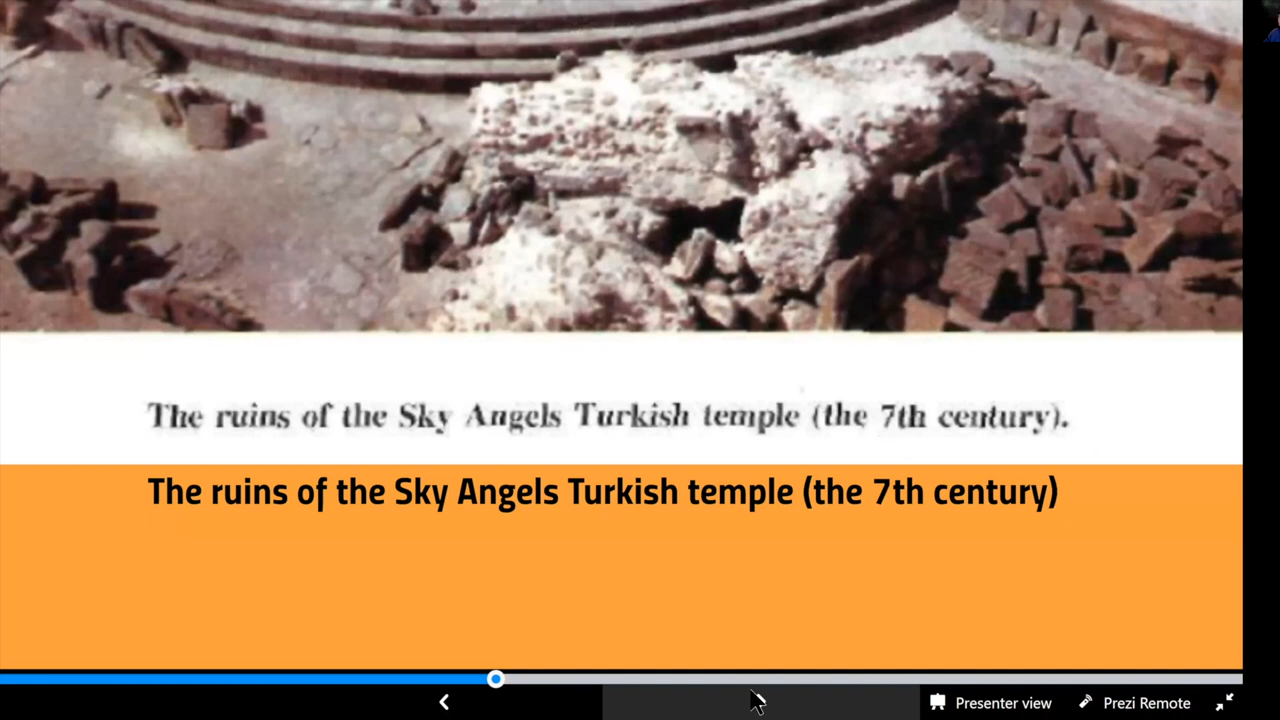 The ruins of the Sky Angels Turkish temple (the 7th century).
The ruins of the Sky Angels Turkish temple (the 7th century)
Presenter view
Prezi Remote